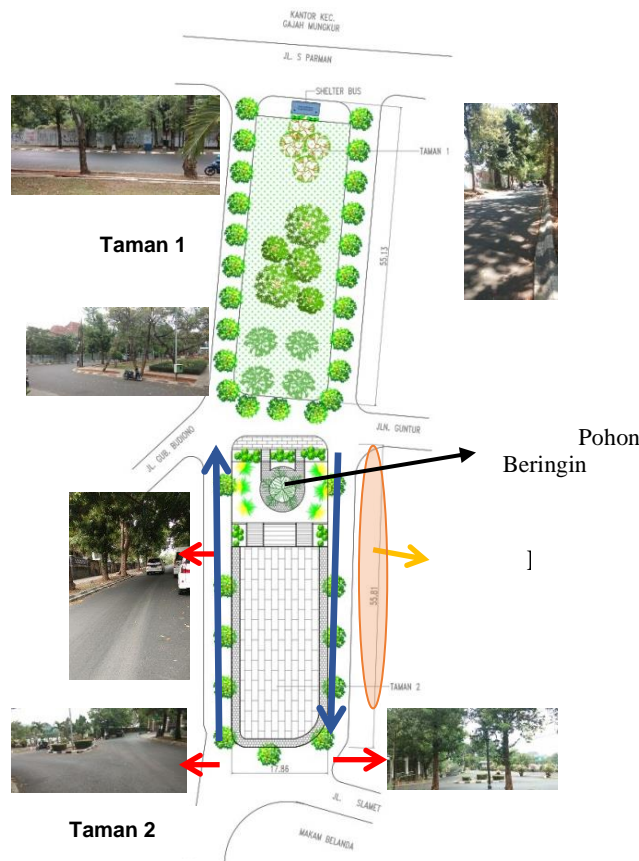 KANTOR KEC.
GAJAH MUNGKUR
JL. S PARMAN
SHELTER BUS
TAMAN 1
Taman 1
55.13
JL. GUB. BUDIONO
JLN. GUNTUR
Pohon
Beringin
]
55.81
TAMAN 2
17.86
JL. SLAMET
Taman 2
MAKAM BELANDA